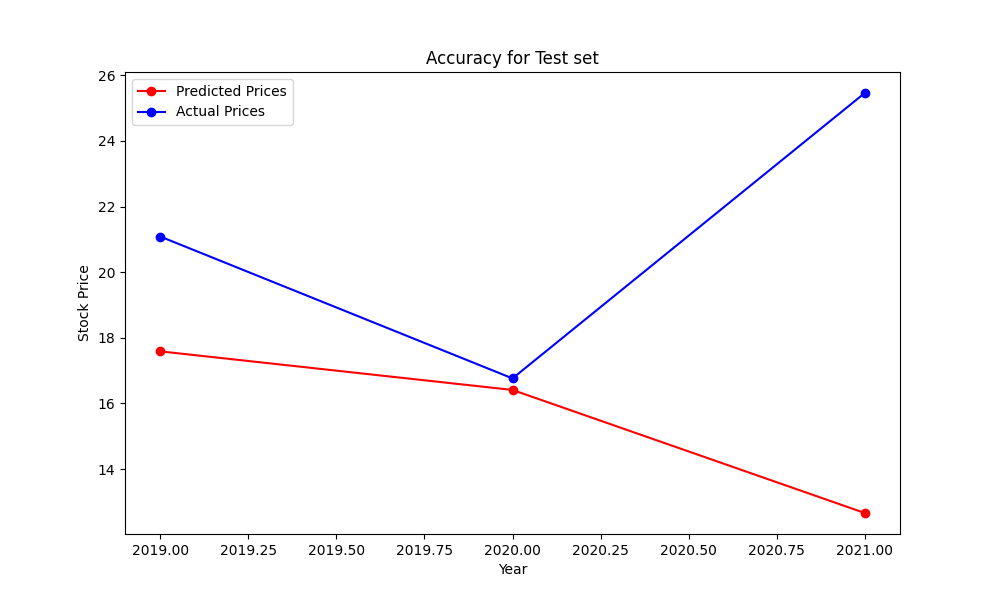 Accuracy for Test set
Predicted Prices
Actual Prices
26
24
22
20
18
16
14
Stock Price
2019.00 2019.25 2019.50 2019.75 2020.00 2020.25 2020.50 2020.75 2021.00
Year